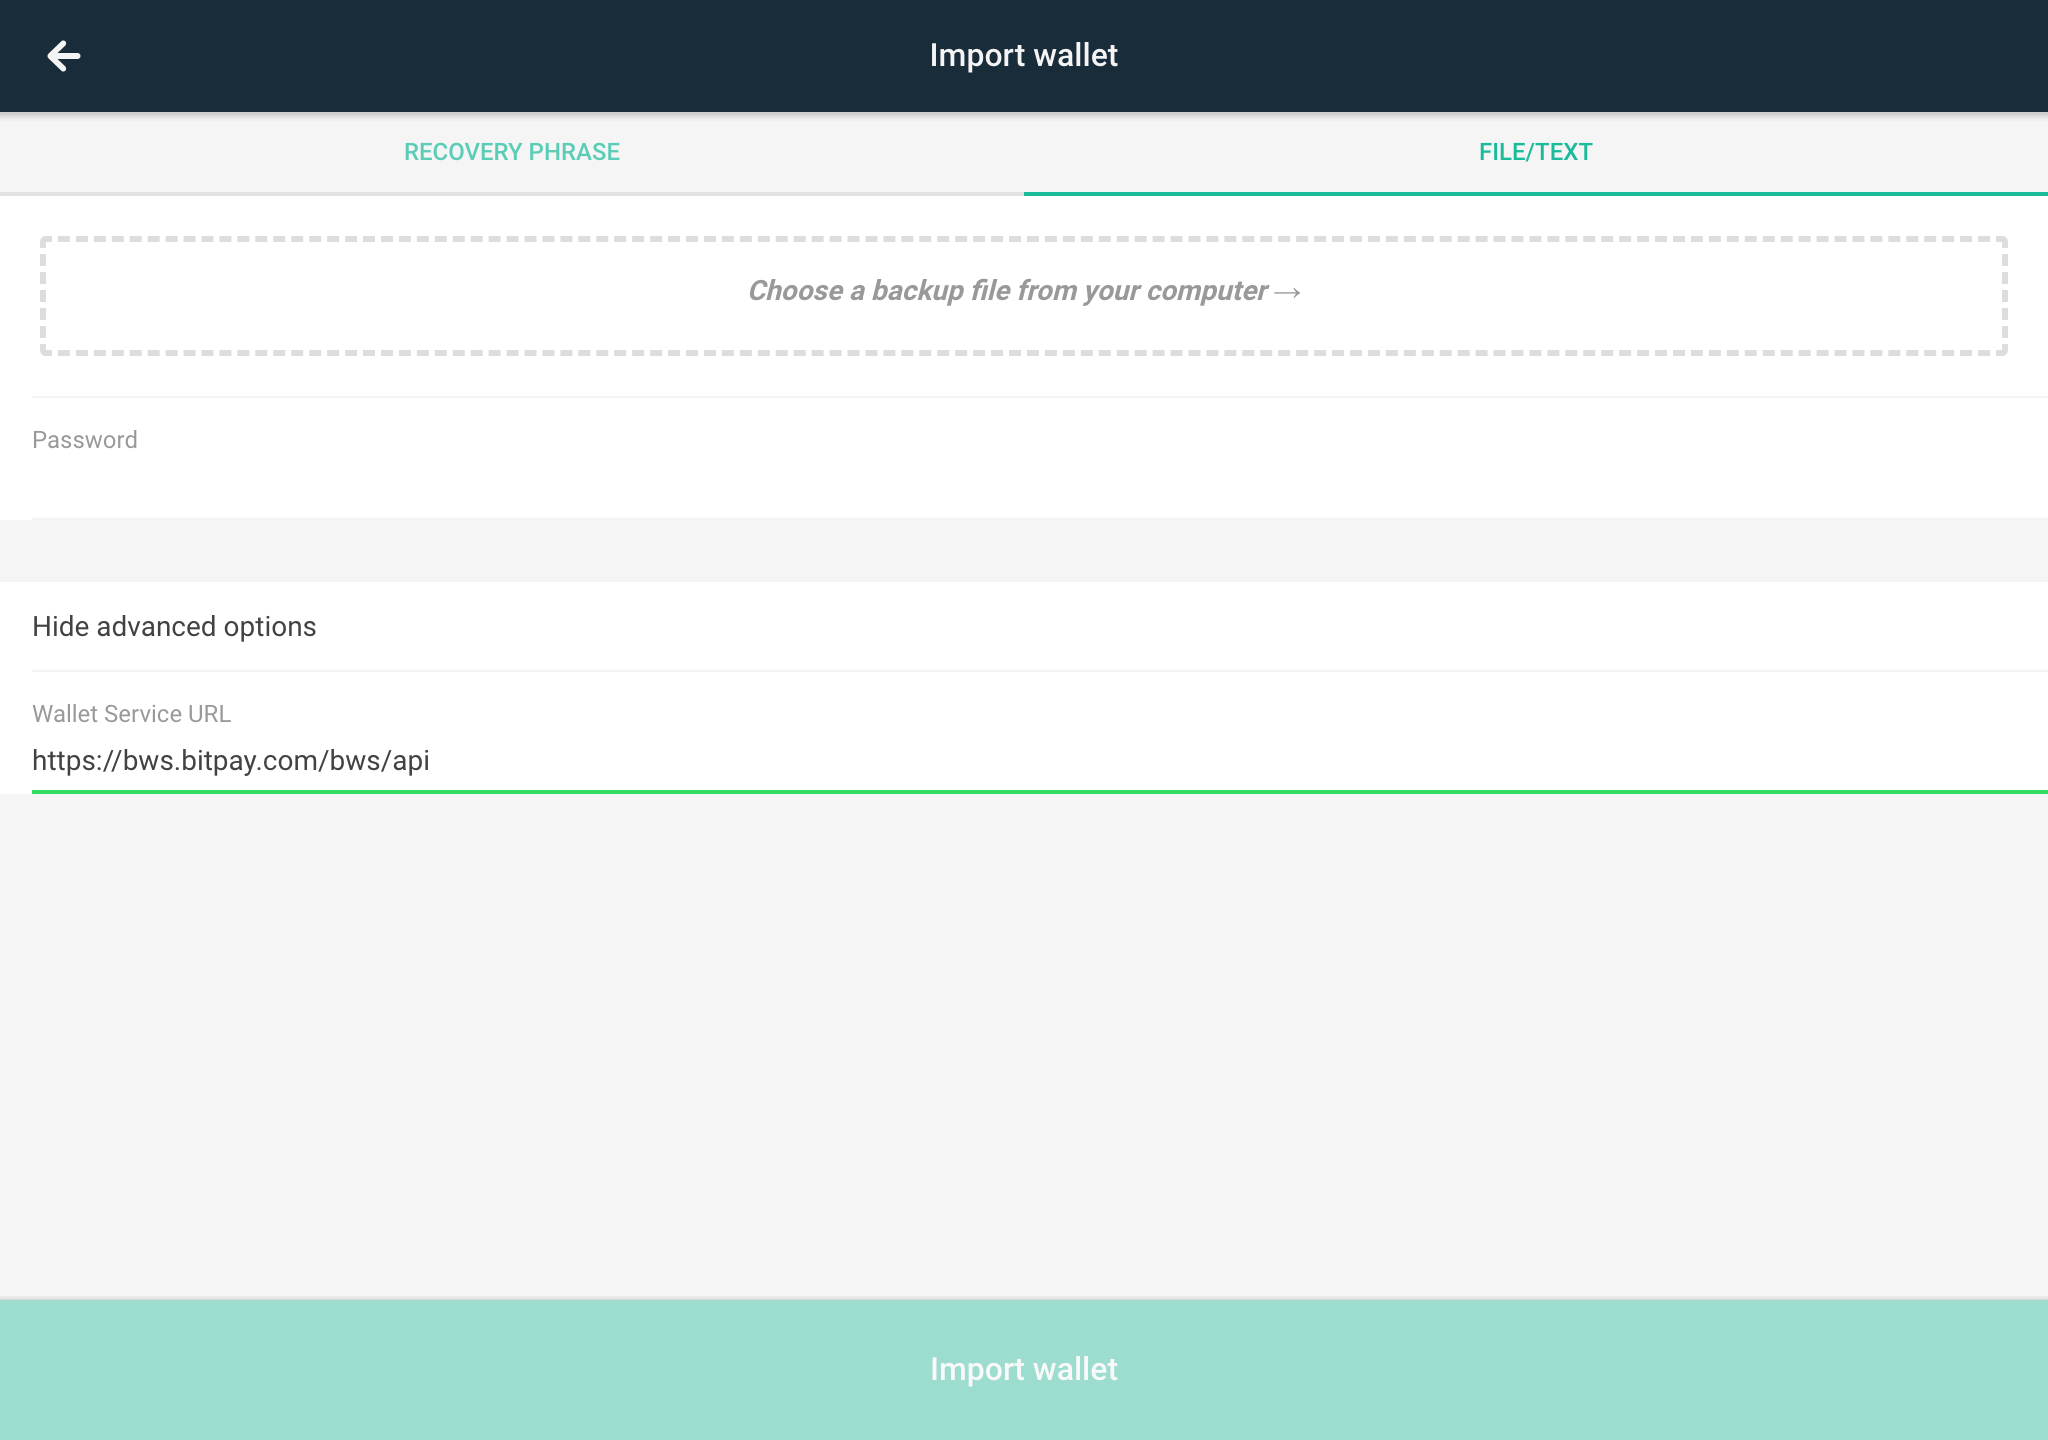 Import wallet
RECOVERY PHRASE
FILE/TEXT
Choose a backup file from your computer→
Password
Hide advanced options
Wallet Service URL
https://bws.bitpay.com/bws/api
Import wallet